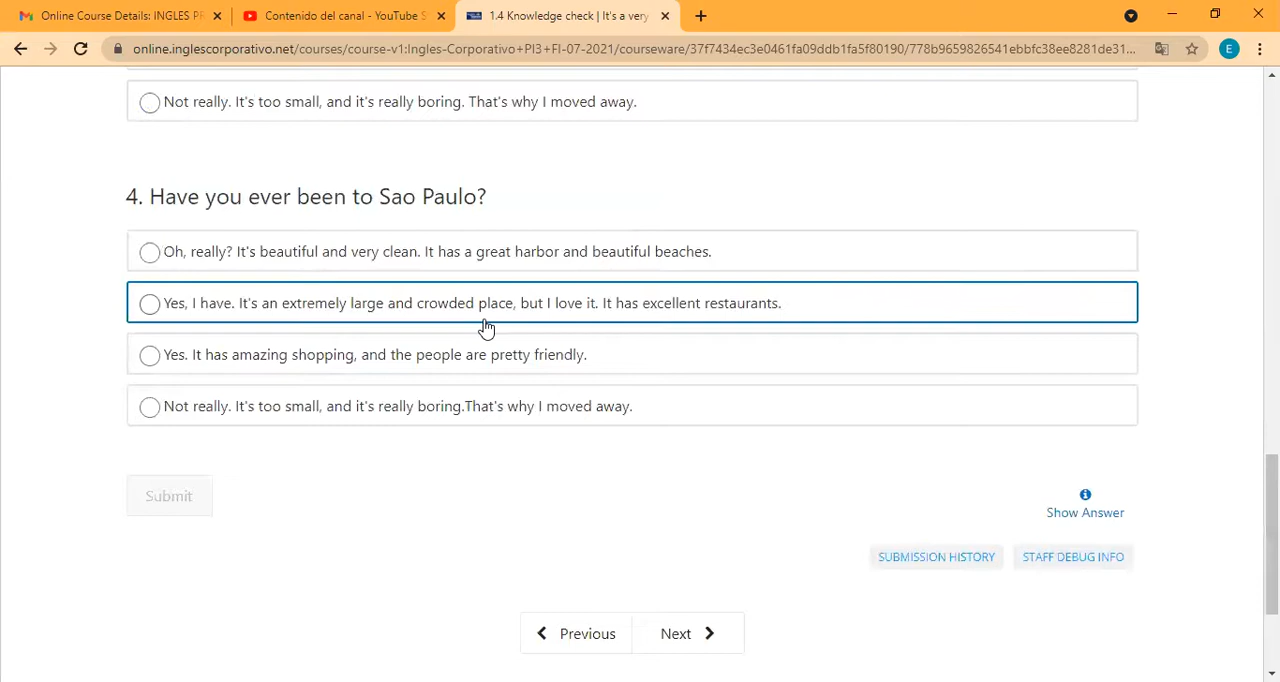 Online Course Details: INGLES PR
Contenido del canal - YouTube S
1.4 Knowledge check | It's a very
online.inglescorporativo.net/courses/course-v1:Ingles-Corporativo+PI3+FI-07-2021/courseware/37f7434ec3e0461fa09ddb1fa5f80190/778b9659826541ebbfc38ee8281de31...
E
Not really. It's too small, and it's really boring. That's why I moved away.
4. Have you ever been to Sao Paulo?
Oh, really? It's beautiful and very clean. It has a great harbor and beautiful beaches.
Yes, I have. It's an extremely large and crowded place, but I love it. It has excellent restaurants.
Yes. It has amazing shopping, and the people are pretty friendly.
Not really. It's too small, and it's really boring.That's why I moved away.
Submit
Show Answer
SUBMISSION HISTORY
STAFF DEBUG INFO
Previous
Next